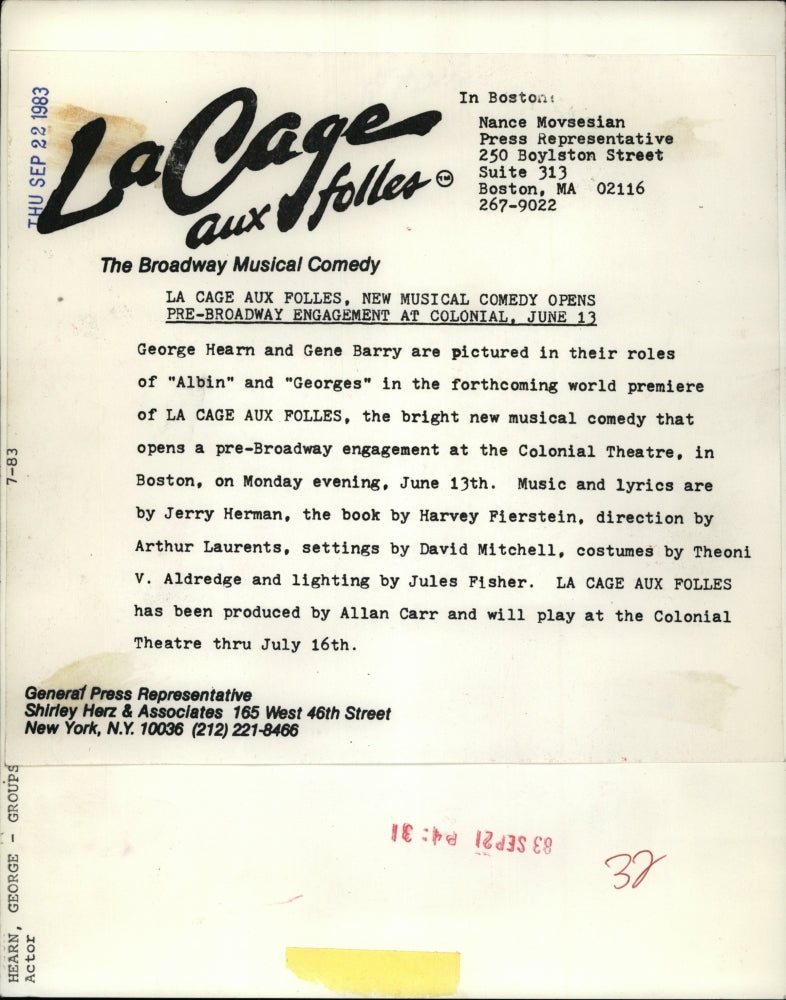 THU SEP 22 1983
La Cage
aux folles TM
The Broadway Musical Comedy
In Boston:
Nance Movsesian
Press Representative
250 Boylston Street
Suite 313
Boston, MA 02116
267-9022
LA CAGE AUX FOLLES, NEW MUSICAL COMEDY OPENS
PRE-BROADWAY ENGAGEMENT AT COLONIAL, JUNE 13
George Hearn and Gene Barry are pictured in their roles
of "Albin" and "Georges" in the forthcoming world premiere
of LA CAGE AUX FOLLES, the bright new musical comedy that
opens a pre-Broadway engagement at the Colonial Theatre, in
Boston, on Monday evening, June 13th. Music and lyrics are
by Jerry Herman, the book by Harvey Fierstein, direction by
Arthur Laurents, settings by David Mitchell, costumes by Theoni
V. Aldredge and lighting by Jules Fisher. LA CAGE AUX FOLLES
has been produced by Allan Carr and will play at the Colonial
Theatre thru July 16th.
General Press Representative
Shirley Herz & Associates 165 West 46th Street
New York, N.Y. 10036 (212) 221-8466
7-83
HEARN, GEORGE - GROUPS
Actor
83 SEP21 P4:31
32